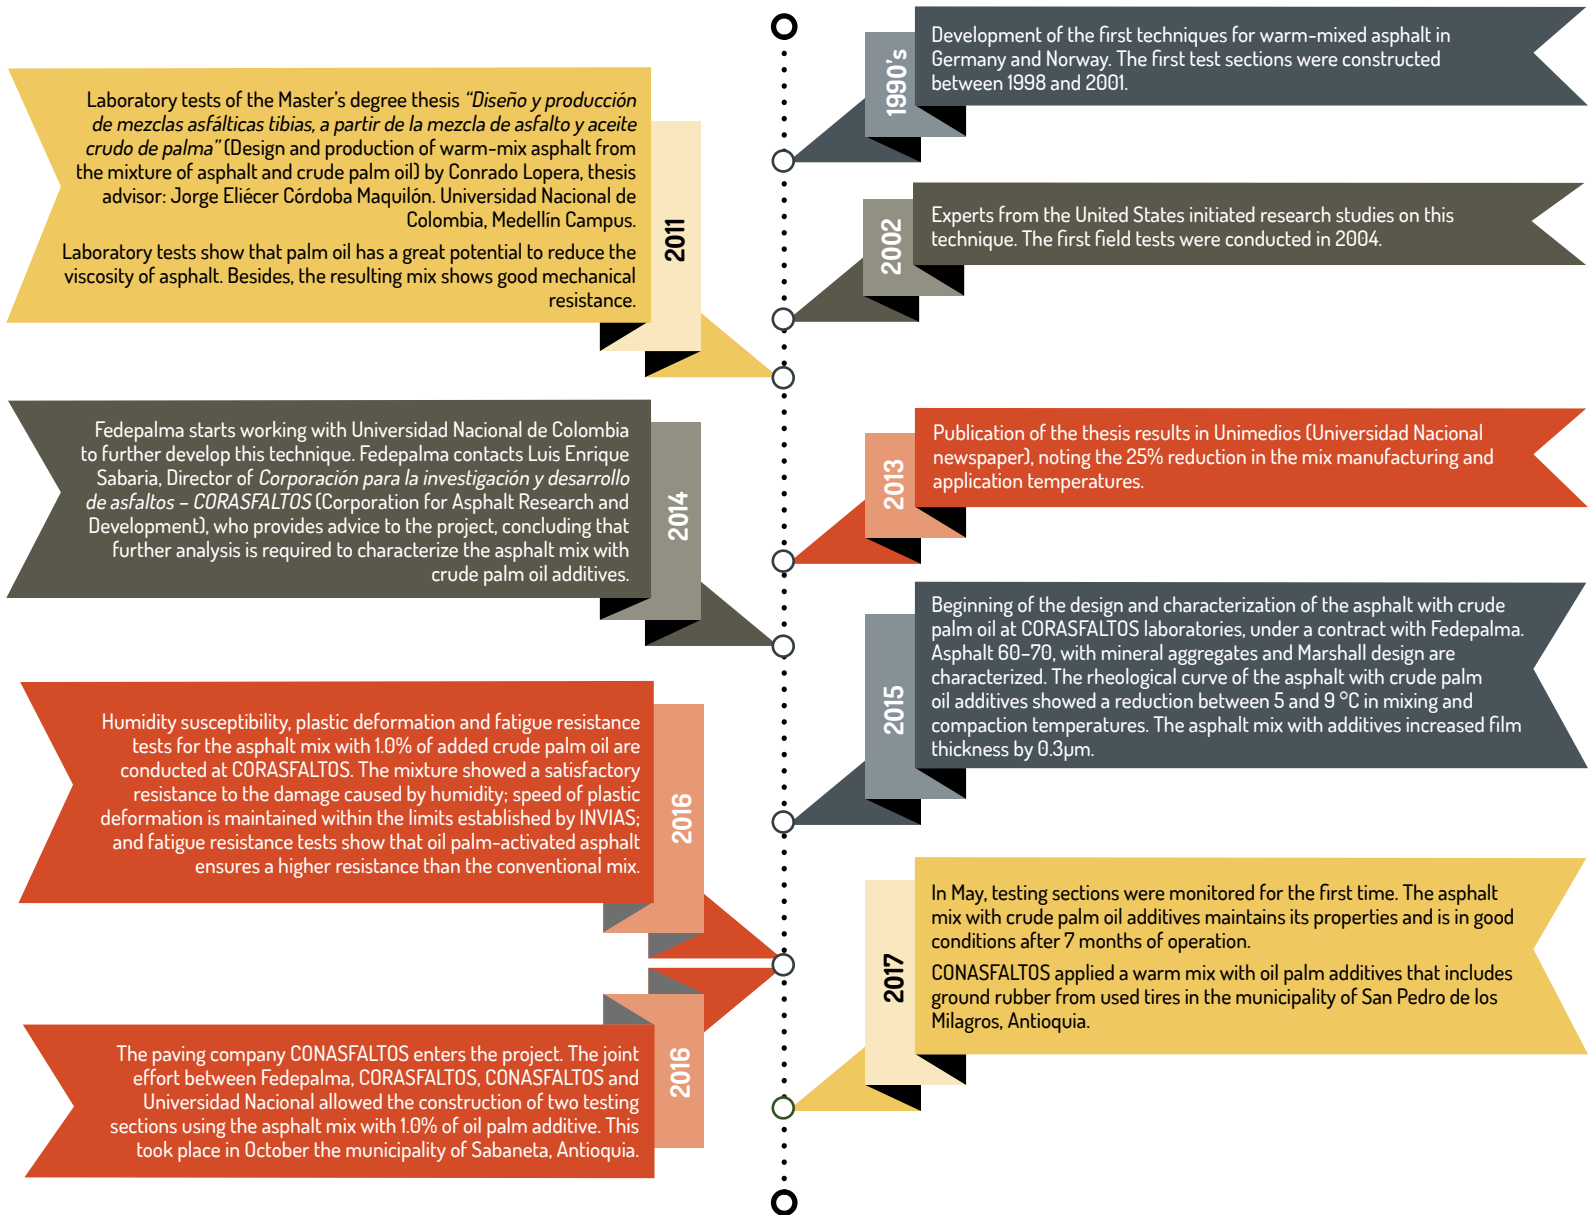 1990's
Development of the first techniques for warm-mixed asphalt in
Germany and Norway. The first test sections were constructed
between 1998 and 2001.
2002
Experts from the United States initiated research studies on this
technique. The first field tests were conducted in 2004.
Laboratory tests of the Master's degree thesis “Diseño y producción
de mezclas asfálticas tibias, a partir de la mezcla de asfalto y aceite
crudo de palma” (Design and production of warm-mix asphalt from
the mixture of asphalt and crude palm oil) by Conrado Lopera, thesis
advisor: Jorge Eliécer Córdoba Maquilón. Universidad Nacional de
Colombia, Medellín Campus.
Laboratory tests show that palm oil has a great potential to reduce the
viscosity of asphalt. Besides, the resulting mix shows good mechanical
resistance.
2011
2013
Publication of the thesis results in Unimedios (Universidad Nacional
newspaper), noting the 25% reduction in the mix manufacturing and
application temperatures.
Fedepalma starts working with Universidad Nacional de Colombia
to further develop this technique. Fedepalma contacts Luis Enrique
Sabaria, Director of Corporación para la investigación y desarrollo
de asfaltos – CORASFALTOS (Corporation for Asphalt Research and
Development), who provides advice to the project, concluding that
further analysis is required to characterize the asphalt mix with
crude palm oil additives.
2014
2015
Beginning of the design and characterization of the asphalt with crude
palm oil at CORASFALTOS laboratories, under a contract with Fedepalma.
Asphalt 60–70, with mineral aggregates and Marshall design are
characterized. The rheological curve of the asphalt with crude palm
oil additives showed a reduction between 5 and 9 °C in mixing and
compaction temperatures. The asphalt mix with additives increased film
thickness by 0.3µm.
Humidity susceptibility, plastic deformation and fatigue resistance
tests for the asphalt mix with 1.0% of added crude palm oil are
conducted at CORASFALTOS. The mixture showed a satisfactory
resistance to the damage caused by humidity; speed of plastic
deformation is maintained within the limits established by INVIAS;
and fatigue resistance tests show that oil palm-activated asphalt
ensures a higher resistance than the conventional mix.
2016
The paving company CONASFALTOS enters the project. The joint
effort between Fedepalma, CORASFALTOS, CONASFALTOS and
Universidad Nacional allowed the construction of two testing
sections using the asphalt mix with 1.0% of oil palm additive. This
took place in October the municipality of Sabaneta, Antioquia.
2016
2017
In May, testing sections were monitored for the first time. The asphalt
mix with crude palm oil additives maintains its properties and is in good
conditions after 7 months of operation.
CONASFALTOS applied a warm mix with oil palm additives that includes
ground rubber from used tires in the municipality of San Pedro de los
Milagros, Antioquia.